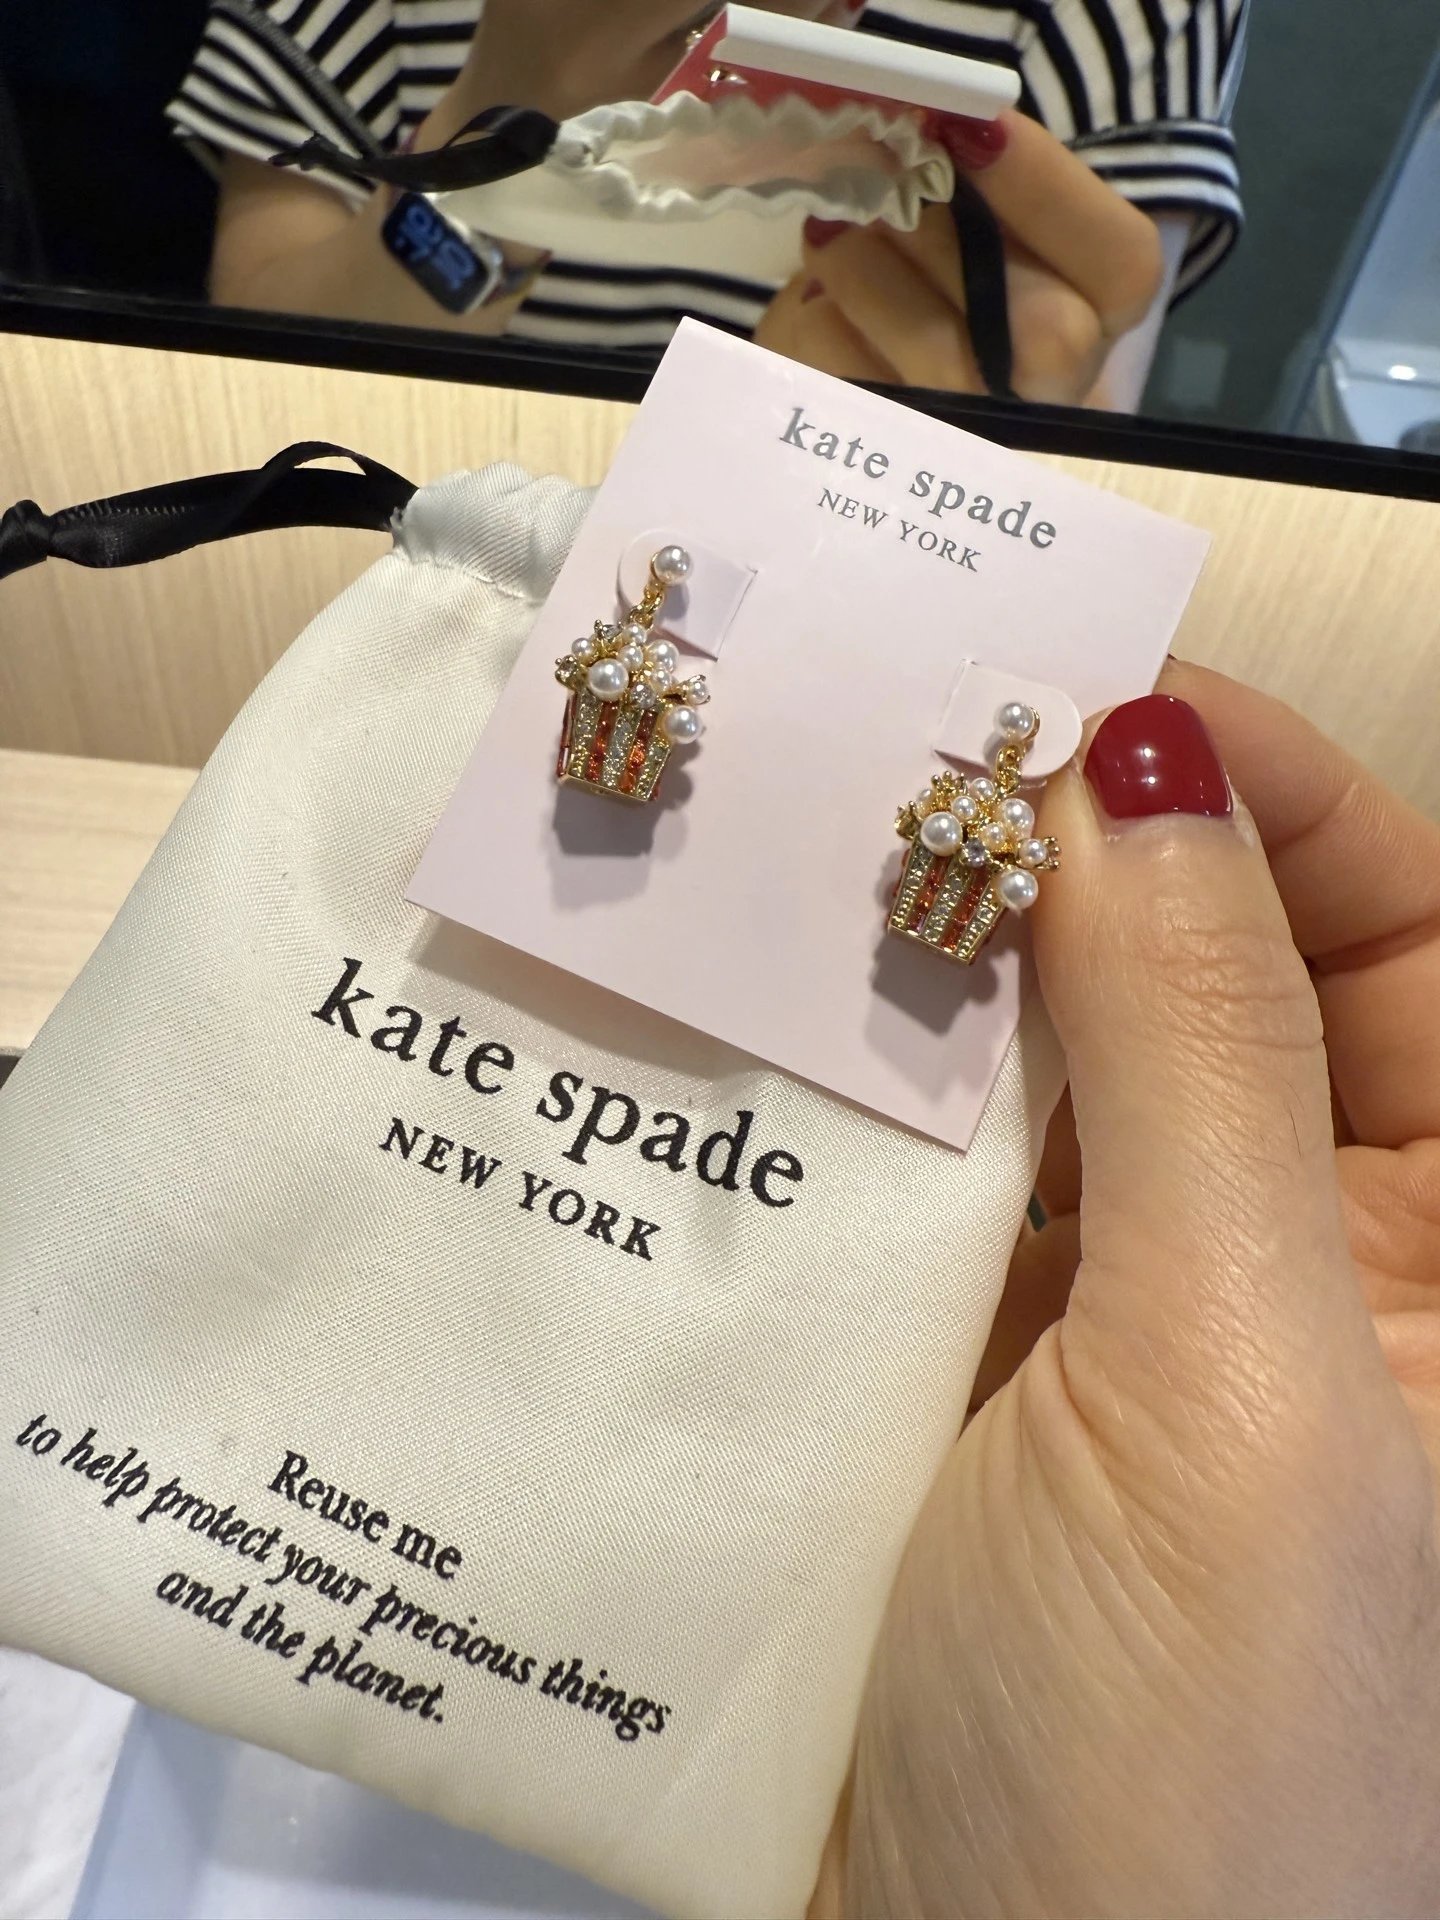 kate spade
NEW YORK
kate spade
NEW YORK
Reuse me
to help protect your precious things
and the planet.